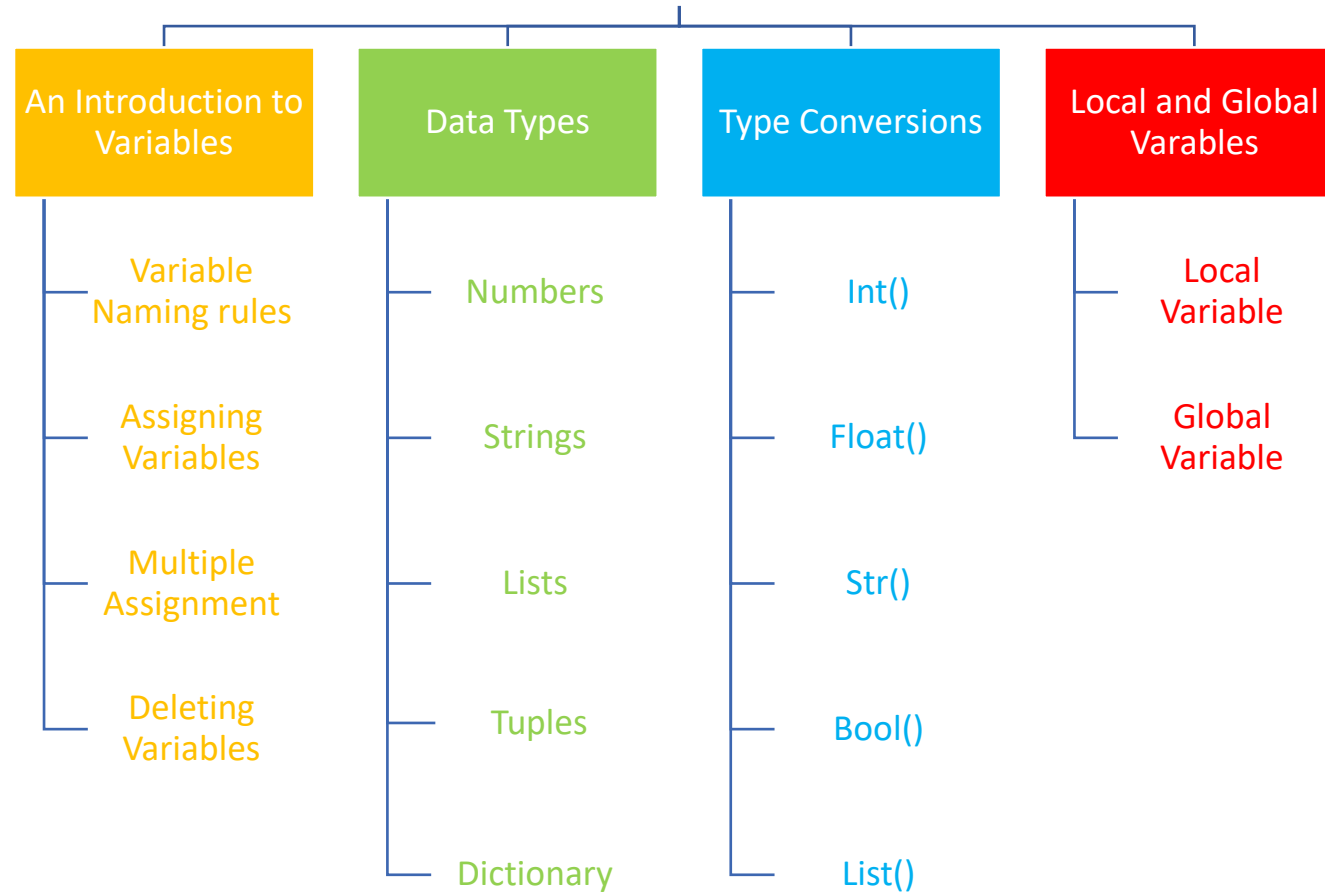 An Introduction to
Variables
Data Types
Type Conversions
Local and Global
Varables
Variable
Naming rules
Assigning
Variables
Multiple
Assignment
Deleting
Variables
Numbers
Strings
Lists
Tuples
Dictionary
Int()
Float()
Str()
Bool()
List()
Local
Variable
Global
Variable